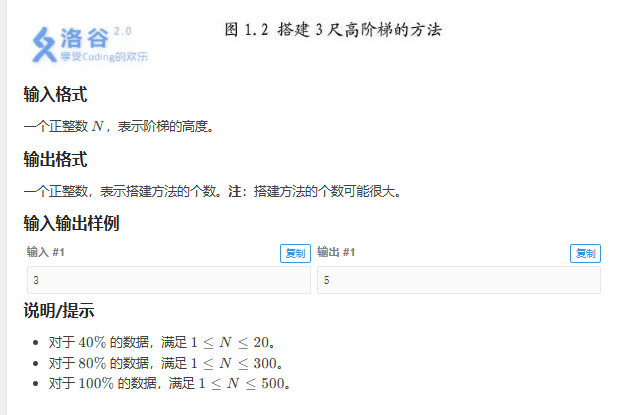 洛谷 2.0
享受Coding的欢乐
图 1.2 搭建 3 尺高阶梯的方法
输入格式
一个正整数 N，表示阶梯的高度。
输出格式
一个正整数，表示搭建方法的个数。注：搭建方法的个数可能很大。
输入输出样例
输入 #1 复制 输出 #1 复制
3 5
说明/提示
• 对于 40% 的数据，满足 1 ≤ N ≤ 20。
• 对于 80% 的数据，满足 1 ≤ N ≤ 300。
• 对于 100% 的数据，满足 1 ≤ N ≤ 500。